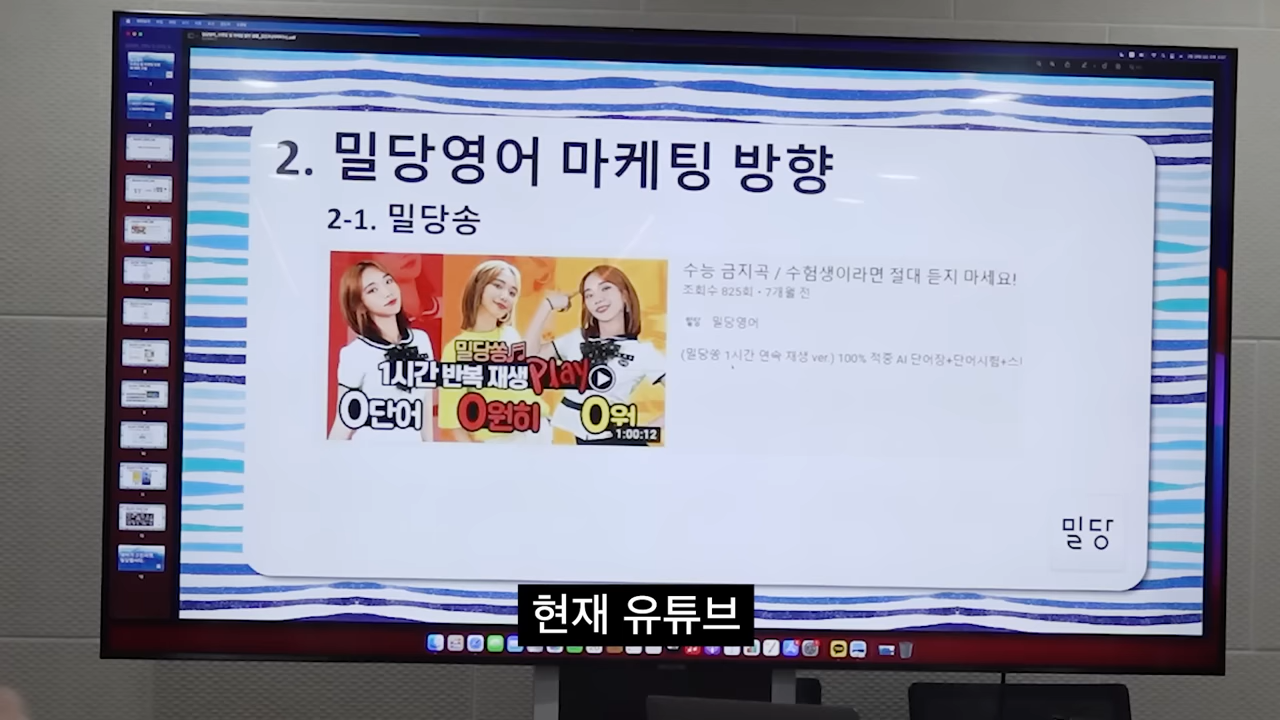 2. 밀당영어 마케팅 방향
2-1. 밀당송
밀당쏭♬
1시간 반복 재생 Play
0단어 0원히 0워
1:00:12
수능 금지곡 / 수험생이라면 절대 듣지 마세요!
조회수 825회 • 7개월 전
밀당 밀당영어
(밀당쏭 1시간 연속 재생 ver.) 100% 적중 AI 단어장+단어시험+스
밀당
현재 유튜브